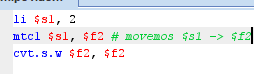 li $s1, 2
mtc1 $s1, $f2 # movemos $s1 -> $f2
cvt.s.w $f2, $f2